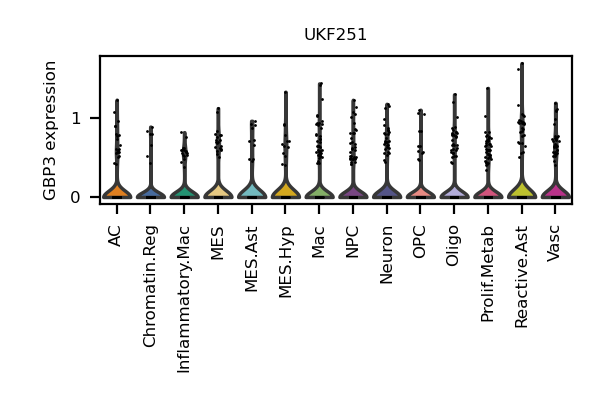 UKF251
GBP3 expression
1
0
AC
Chromatin.Reg
Inflammatory.Mac
MES
MES.Ast
MES.Hyp
Mac
NPC
Neuron
OPC
Oligo
Prolif.Metab
Reactive.Ast
Vasc